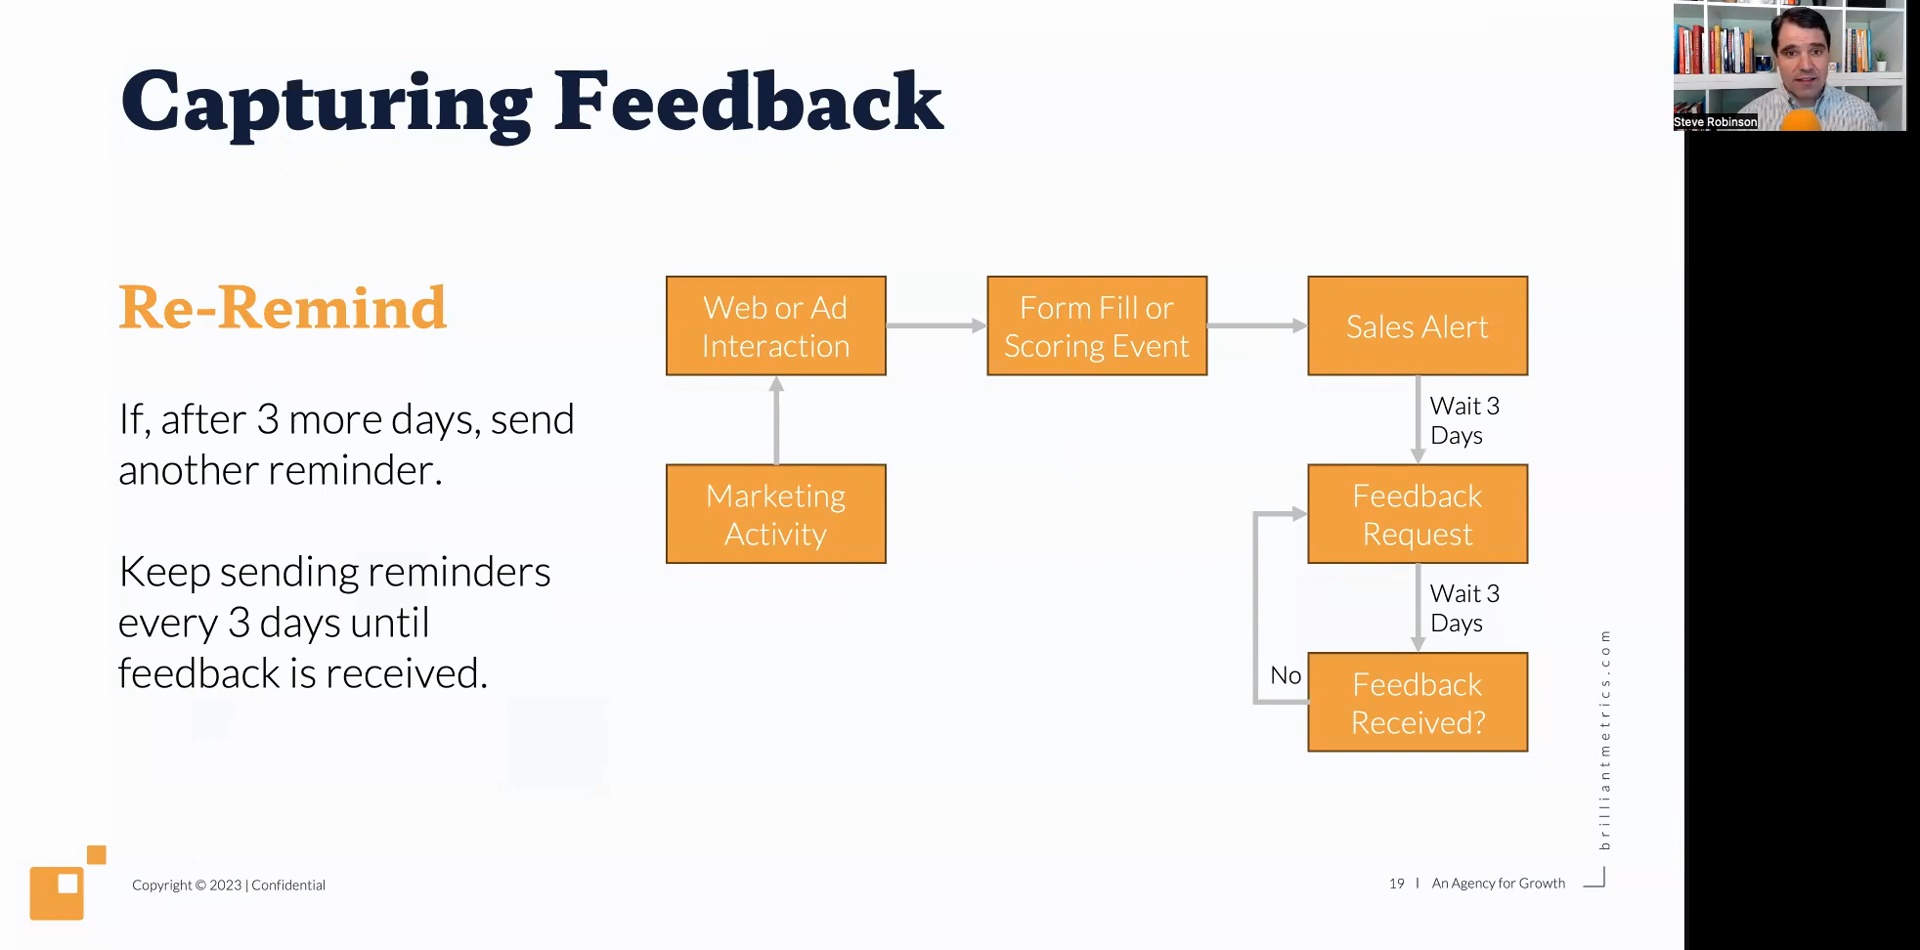 Capturing Feedback
Steve Robinson
Re-Remind
If, after 3 more days, send
another reminder.
Keep sending reminders
every 3 days until
feedback is received.
Web or Ad
Interaction
Form Fill or
Scoring Event
Sales Alert
Wait 3
Days
Marketing
Activity
Feedback
Request
Wait 3
Days
No
Feedback
Received?
brilliantmetrics.com
Copyright © 2023 | Confidential
19 | An Agency for Growth